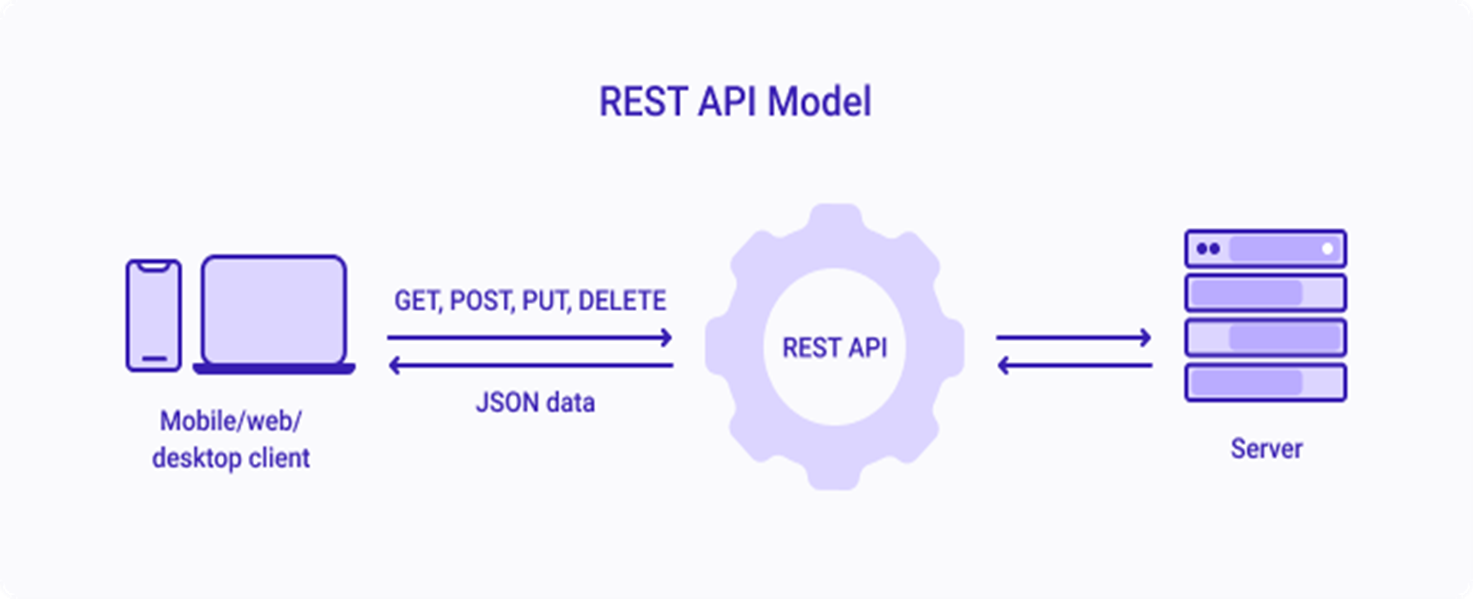 REST API Model
GET, POST, PUT, DELETE
REST API
JSON data
Mobile/web/
desktop client
Server